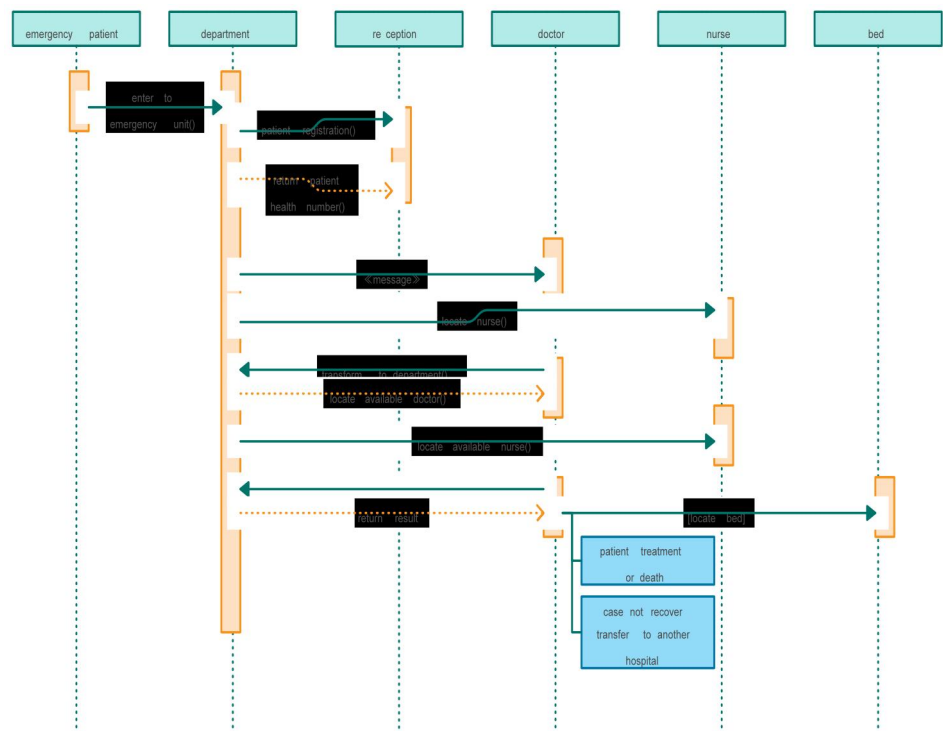 emergency patient
department
re ception
doctor
nurse
bed
enter to
emergency unit()
patient registration()
return patient
health number()
≪message≫
locate nurse()
transform to department()
locate available doctor()
locate available nurse()
return result
[locate bed]
patient treatment
or death
case not recover
transfer to another
hospital